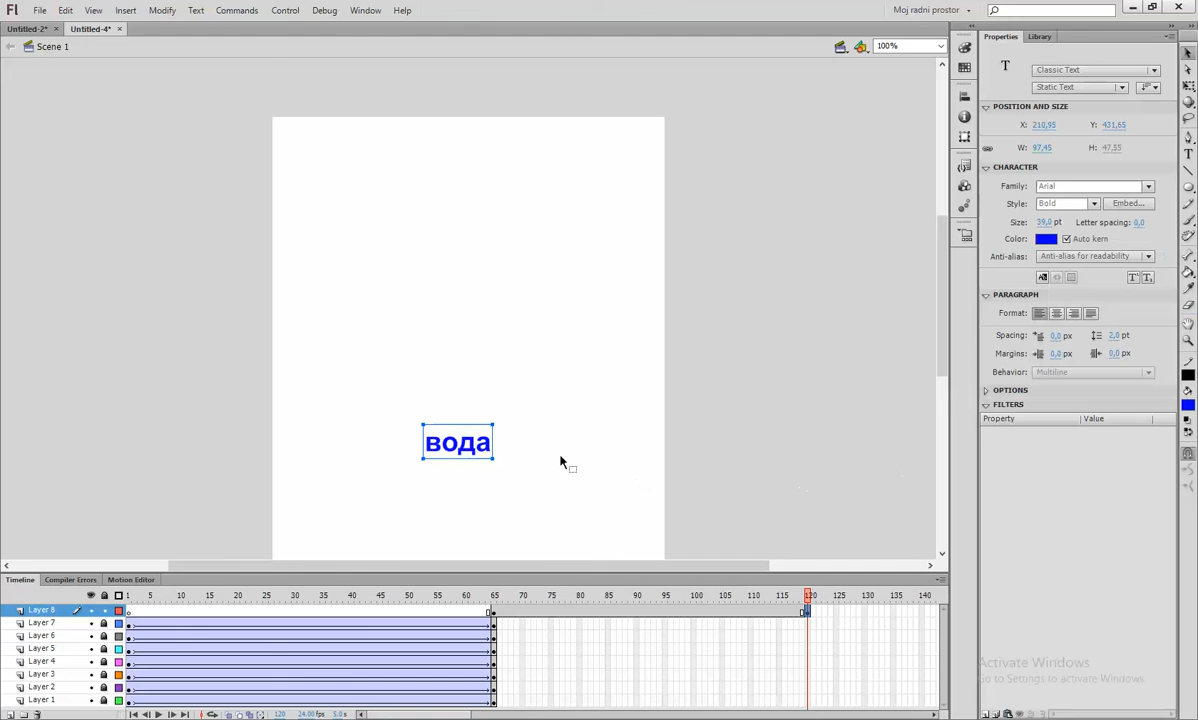 Fl File Edit View Insert Modify Text Commands Control Debug Window Help Moj radni prostor
Untitled-2* × Untitled-4* ×
Scene 1
100%
вода
Properties Library
T
Classic Text
Static Text
POSITION AND SIZE
X: 210,95 Y: 431,65
W: 97,45 H: 47,55
CHARACTER
Family: Arial
Style: Bold Embed...
Size: 39,0 pt Letter spacing: 0,0
Color: Auto kern
Anti-alias: Anti-alias for readability
PARAGRAPH
Format:
Spacing: 0,0 px 2,0 pt
Margins: 0,0 px 0,0 px
Behavior: Multiline
OPTIONS
FILTERS
Property Value
Timeline Compiler Errors Motion Editor
1 5 10 15 20 25 30 35 40 45 50 55 60 65 70 75 80 85 90 95 100 105 110 115 120 125 130 135 140
Layer 8
Layer 7
Layer 6
Layer 5
Layer 4
Layer 3
Layer 2
Layer 1
120 24,00 fps 5,0 s
Activate Windows
Go to Settings to activate Windows.